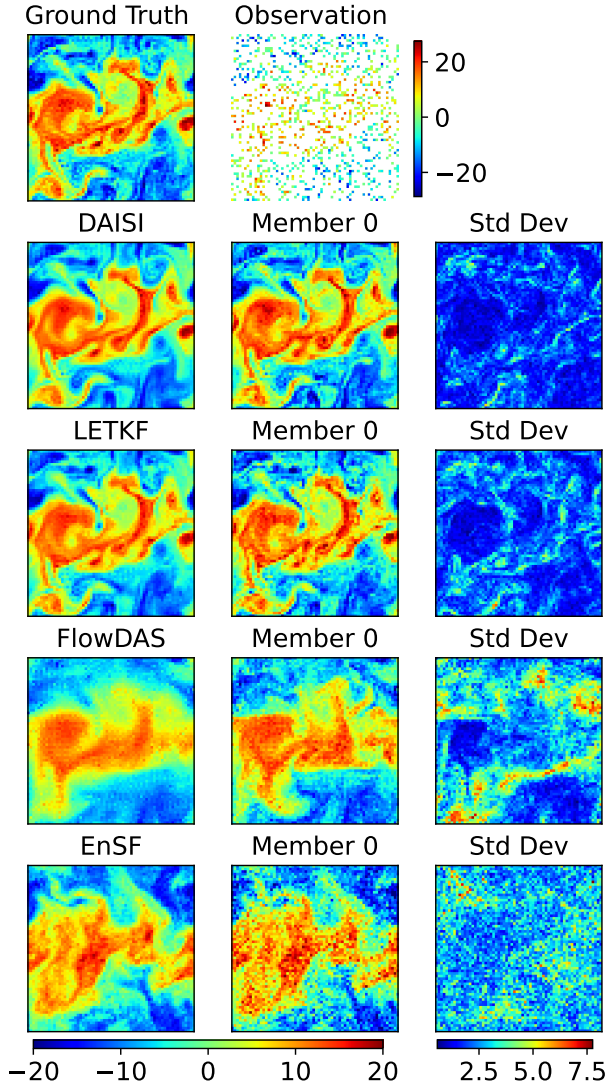 Ground Truth Observation
20
0
−20
DAISI Member 0 Std Dev
LETKF Member 0 Std Dev
FlowDAS Member 0 Std Dev
EnSF Member 0 Std Dev
−20 −10 0 10 20 2.5 5.0 7.5